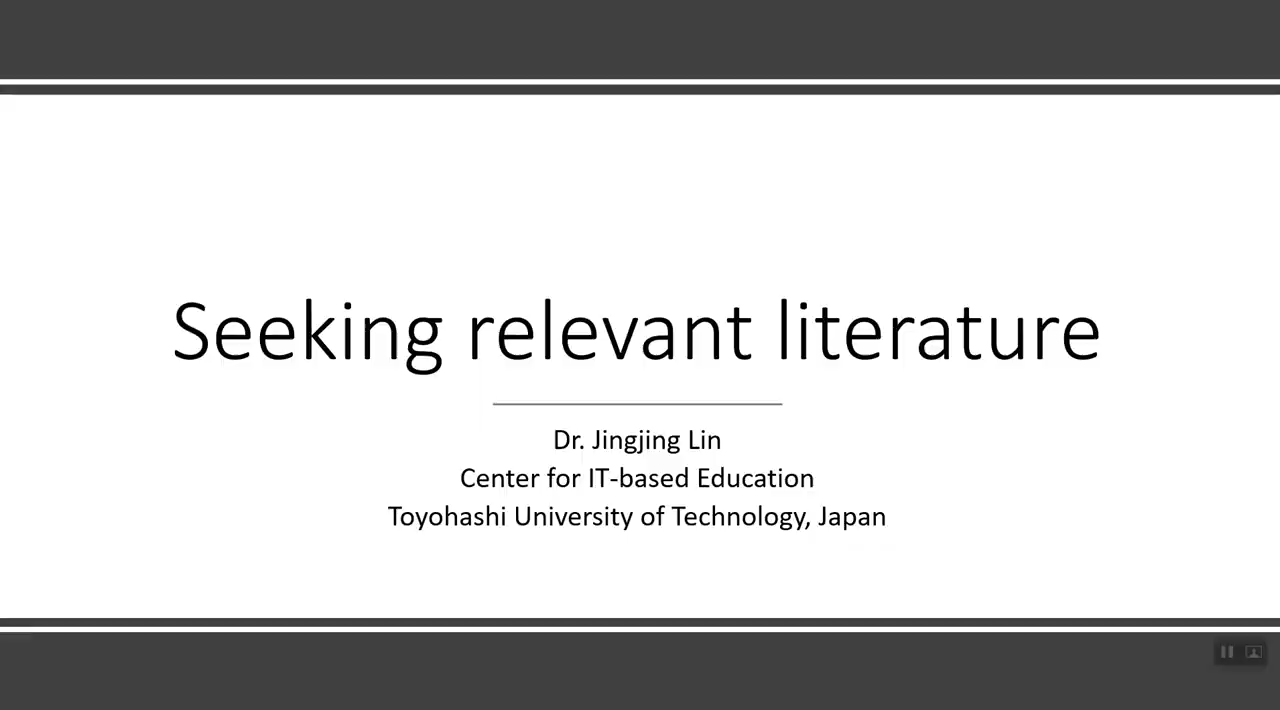 Seeking relevant literature
Dr. Jingjing Lin
Center for IT-based Education
Toyohashi University of Technology, Japan